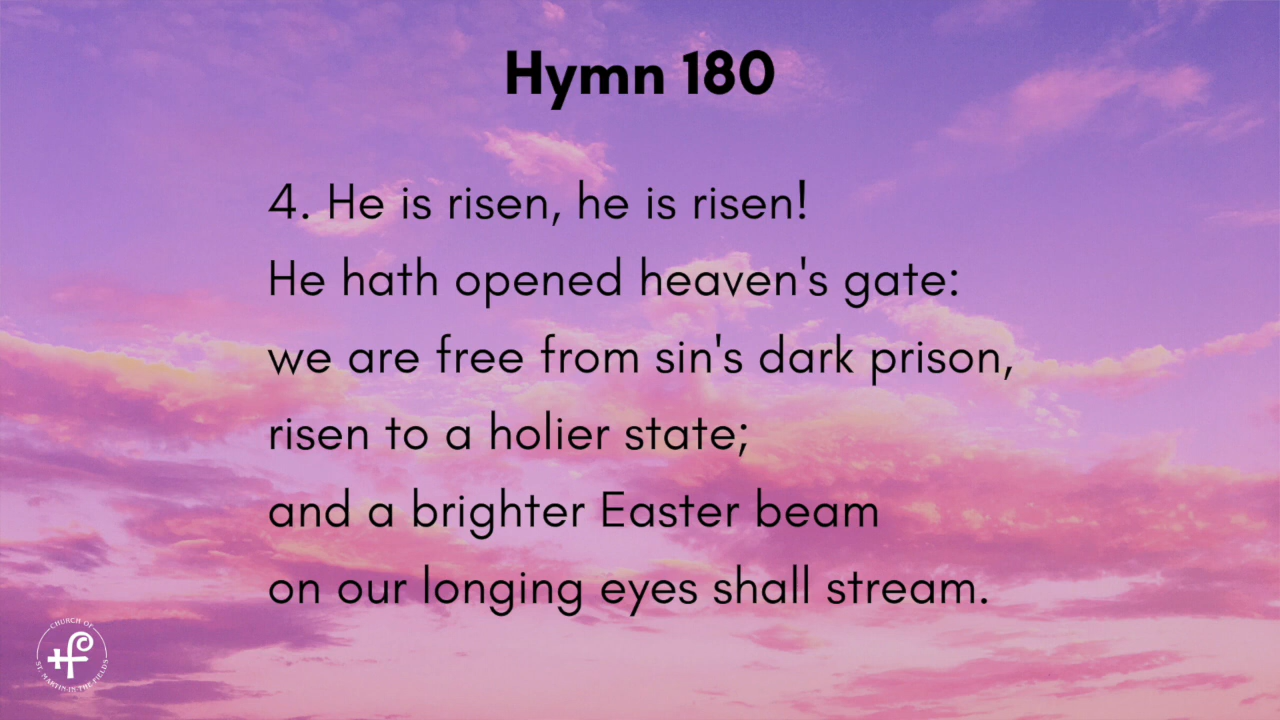 Hymn 180
4. He is risen, he is risen!
He hath opened heaven's gate:
we are free from sin's dark prison,
risen to a holier state;
and a brighter Easter beam
on our longing eyes shall stream.
CHURCH OF
ST. MARTIN-IN-THE-FIELDS